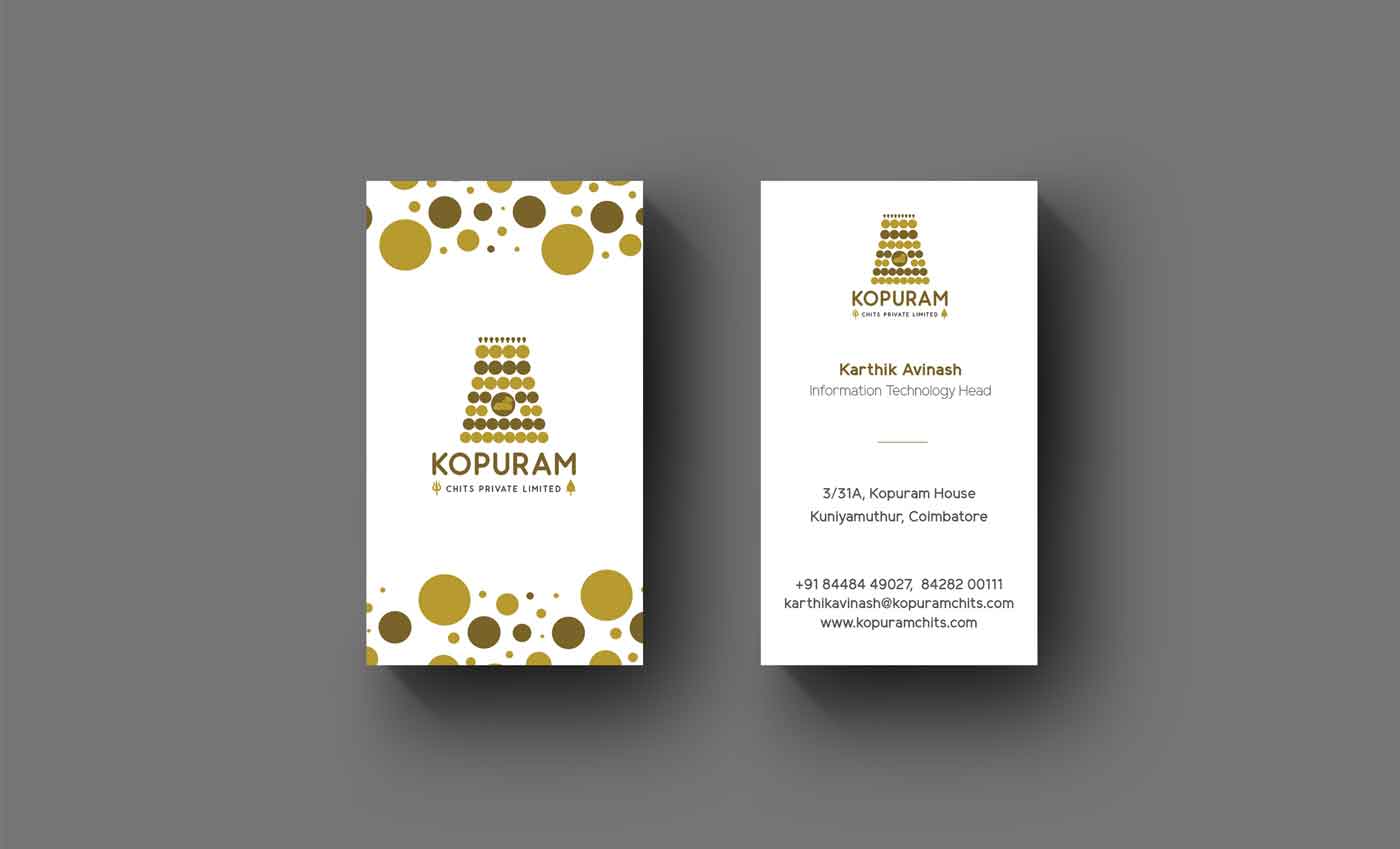 KOPURAM
CHITS PRIVATE LIMITED
KOPURAM
CHITS PRIVATE LIMITED
Karthik Avinash
Information Technology Head
3/31A, Kopuram House
Kuniyamuthur, Coimbatore
+91 84484 49027, 84282 00111
karthikavinash@kopuramchits.com
www.kopuramchits.com